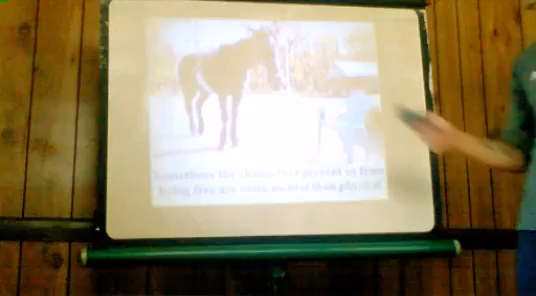 Sometimes the chains that prevent us from
being free are more mental than physical